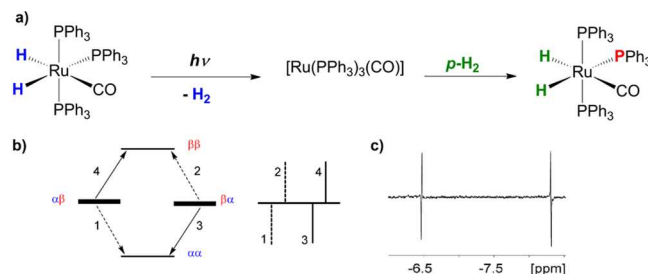 a)
PPh3
H
PPh3
Ru
H
CO
PPh3
hν
- H2
[Ru(PPh3)3(CO)]
p-H2
PPh3
H
PPh3
Ru
H
CO
PPh3
b)
ββ
4
2
αβ
βα
1
3
αα
2
4
1
3
c)
-6.5
-7.5
[ppm]